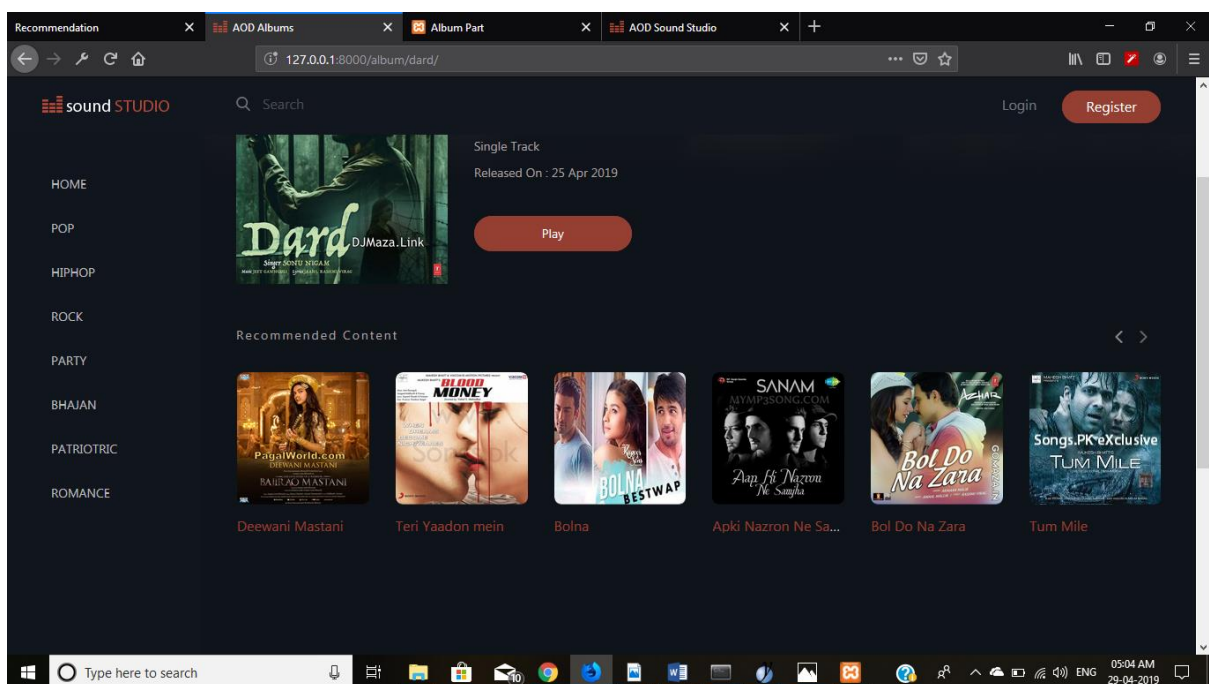 Recommendation
AOD Albums
Album Part
AOD Sound Studio
127.0.0.1:8000/album/dard/
sound STUDIO
Search
Login
Register
HOME
POP
HIPHOP
ROCK
PARTY
BHAJAN
PATRIOTRIC
ROMANCE
Single Track
Released On : 25 Apr 2019
Play
Dard
DJMaza.Link
Singer SONU NIGAM
Recommended Content
PagalWorld.com
DEEWANI MASTANI
BAJIRAO MASTANI
BLOOD
MONEY
BOLNA
BESTWAP
SANAM
MYMP3SONG.COM
Aap Ki Nazron
Ne Samjha
AZHAR
Bol Do
Na Zara
Songs.PK eXclusive
TUM MILE
Deewani Mastani
Teri Yaadon mein
Bolna
Apki Nazron Ne Sa...
Bol Do Na Zara
Tum Mile
Type here to search
10
ENG
05:04 AM
29-04-2019